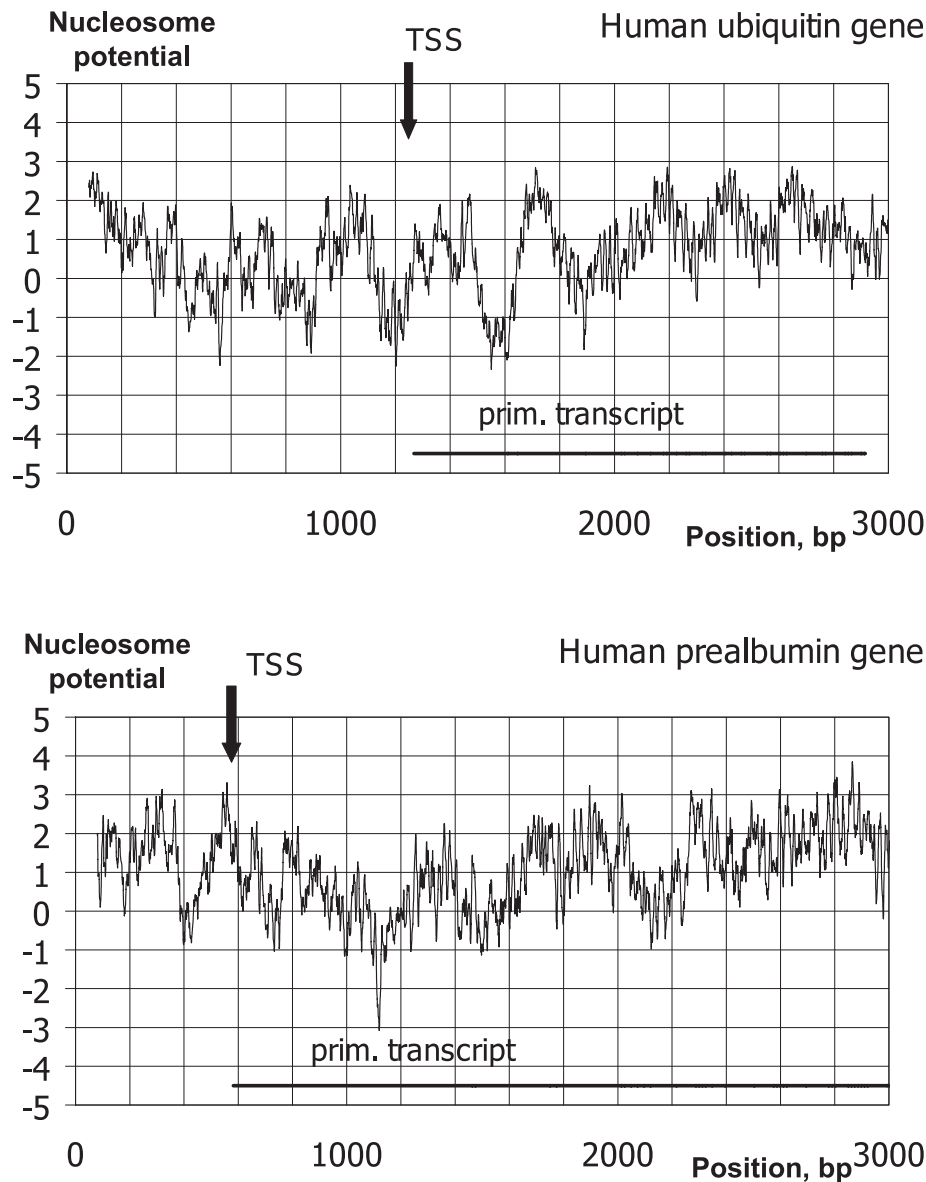 Nucleosome
potential
TSS
Human ubiquitin gene
5
4
3
2
1
0
-1
-2
-3
-4
-5
prim. transcript
0 1000 2000 3000
Position, bp
Nucleosome
potential
TSS
Human prealbumin gene
5
4
3
2
1
0
-1
-2
-3
-4
-5
prim. transcript
0 1000 2000 3000
Position, bp